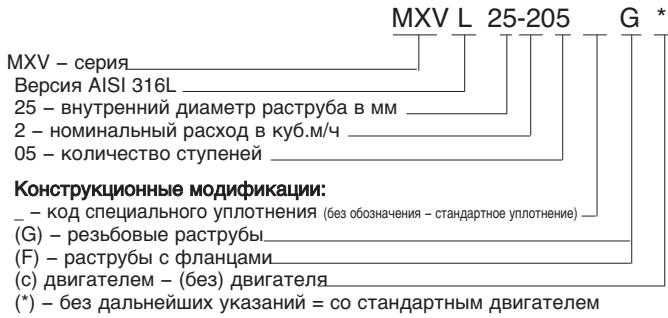 MXV L 25-205 G *
MXV – серия
Версия AISI 316L
25 – внутренний диаметр раструба в мм
2 – номинальный расход в куб.м/ч
05 – количество ступеней
Конструкционные модификации:
_ – код специального уплотнения (без обозначения – стандартное уплотнение)
(G) – резьбовые раструбы
(F) – раструбы с фланцами
(с) двигателем – (без) двигателя
(*) – без дальнейших указаний = со стандартным двигателем